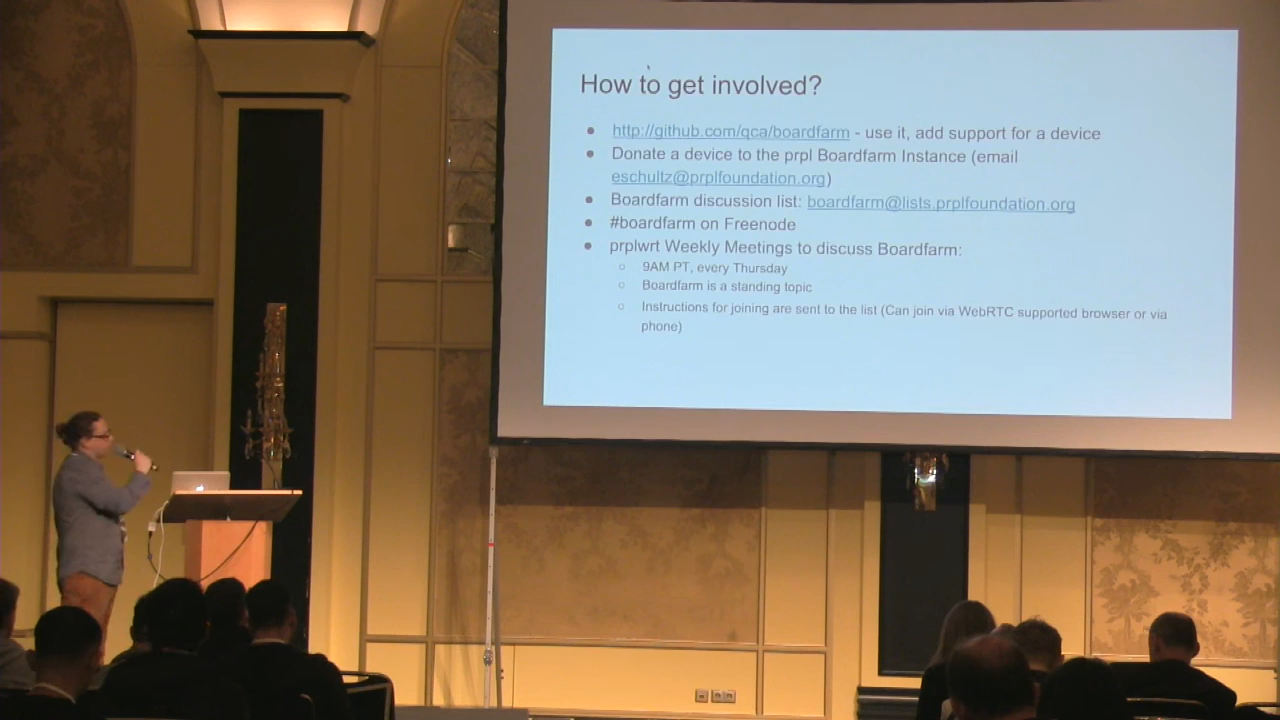 How to get involved?
http://github.com/qca/boardfarm - use it, add support for a device
Donate a device to the prpl Boardfarm Instance (email
eschultz@prplfoundation.org)
Boardfarm discussion list: boardfarm@lists.prplfoundation.org
#boardfarm on Freenode
prplwrt Weekly Meetings to discuss Boardfarm:
9AM PT, every Thursday
Boardfarm is a standing topic
Instructions for joining are sent to the list (Can join via WebRTC supported browser or via
phone)